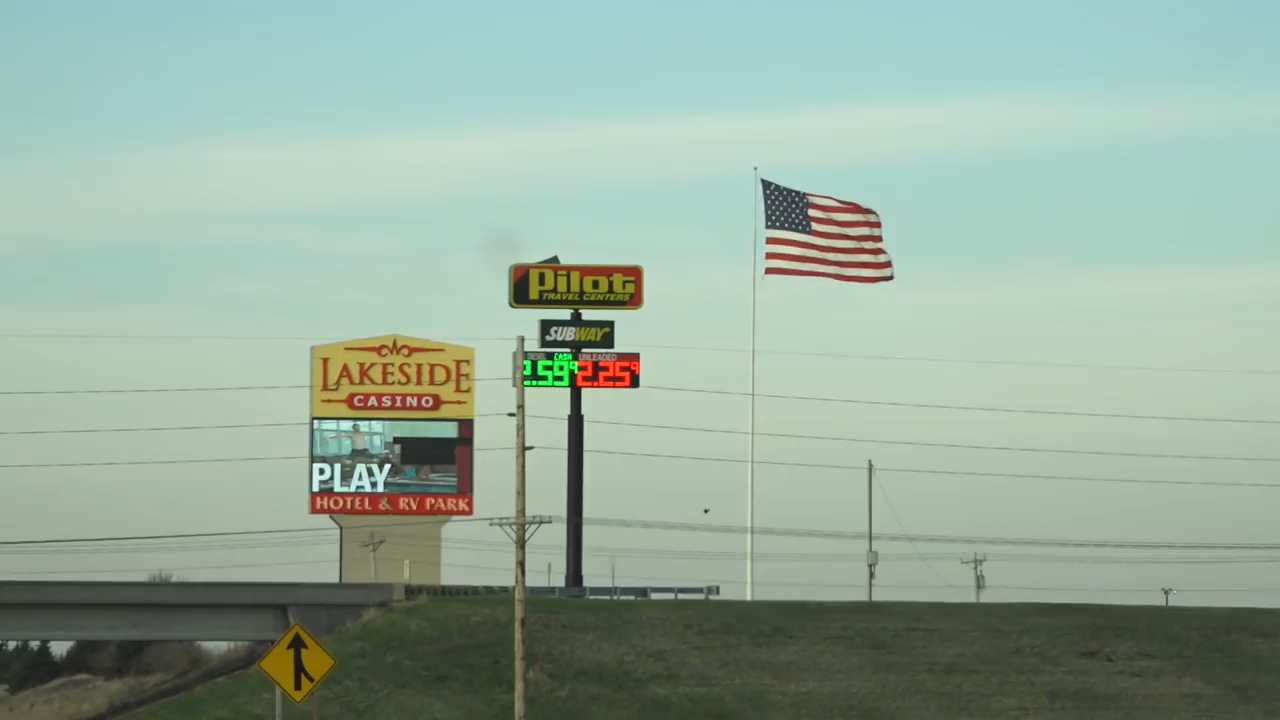 LAKESIDE
CASINO
PLAY
HOTEL & RV PARK
Pilot
TRAVEL CENTERS
SUBWAY
DIESEL CASH UNLEADED
2.59⁹ 2.25⁹